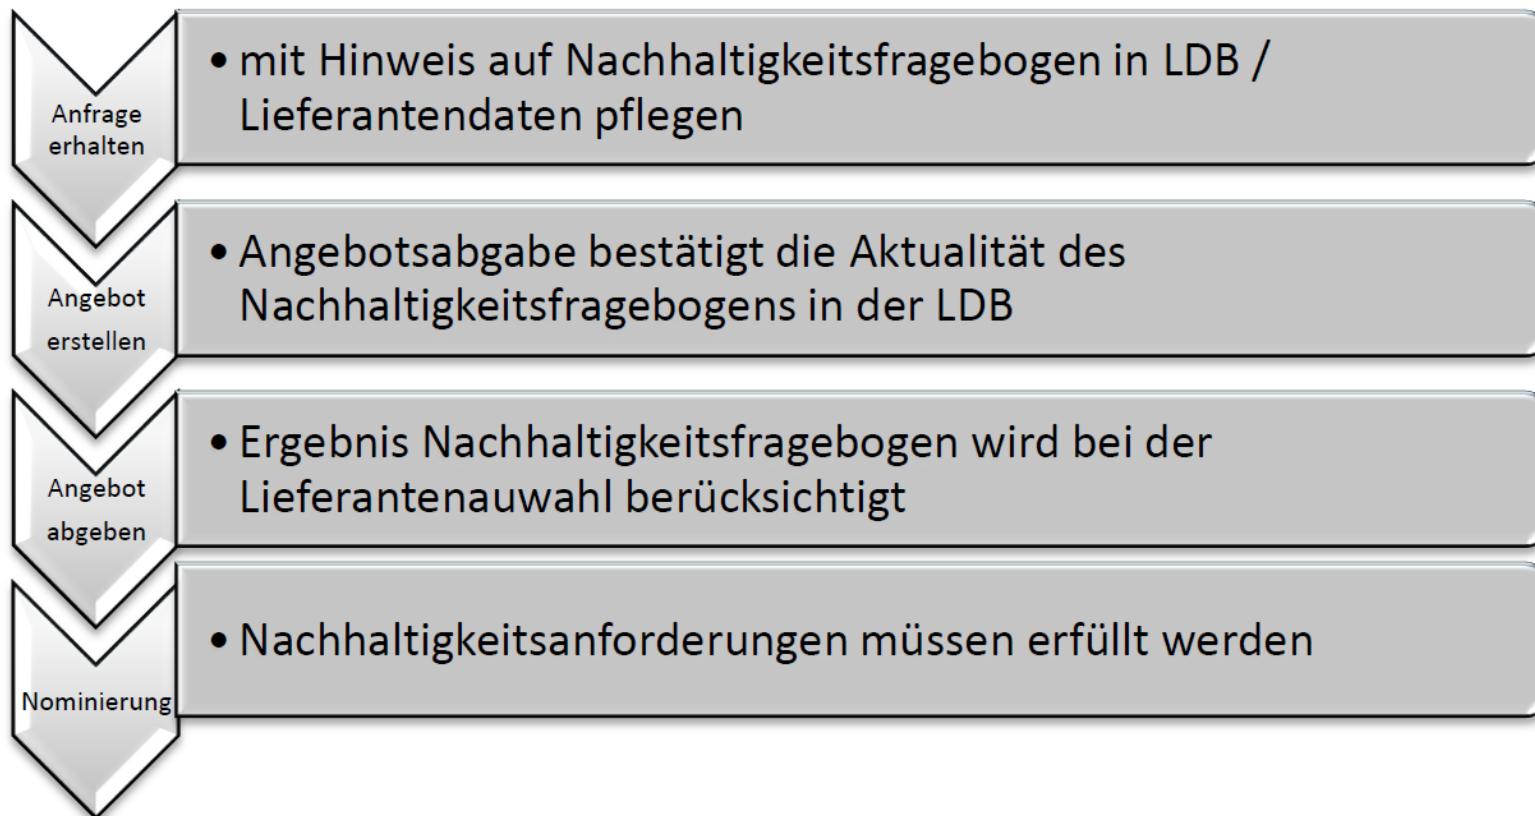 Anfrage
erhalten
• mit Hinweis auf Nachhaltigkeitsfragebogen in LDB /
Lieferantendaten pflegen
Angebot
erstellen
• Angebotsabgabe bestätigt die Aktualität des
Nachhaltigkeitsfragebogens in der LDB
Angebot
abgeben
• Ergebnis Nachhaltigkeitsfragebogen wird bei der
Lieferantenauwahl berücksichtigt
Nominierung
• Nachhaltigkeitsanforderungen müssen erfüllt werden